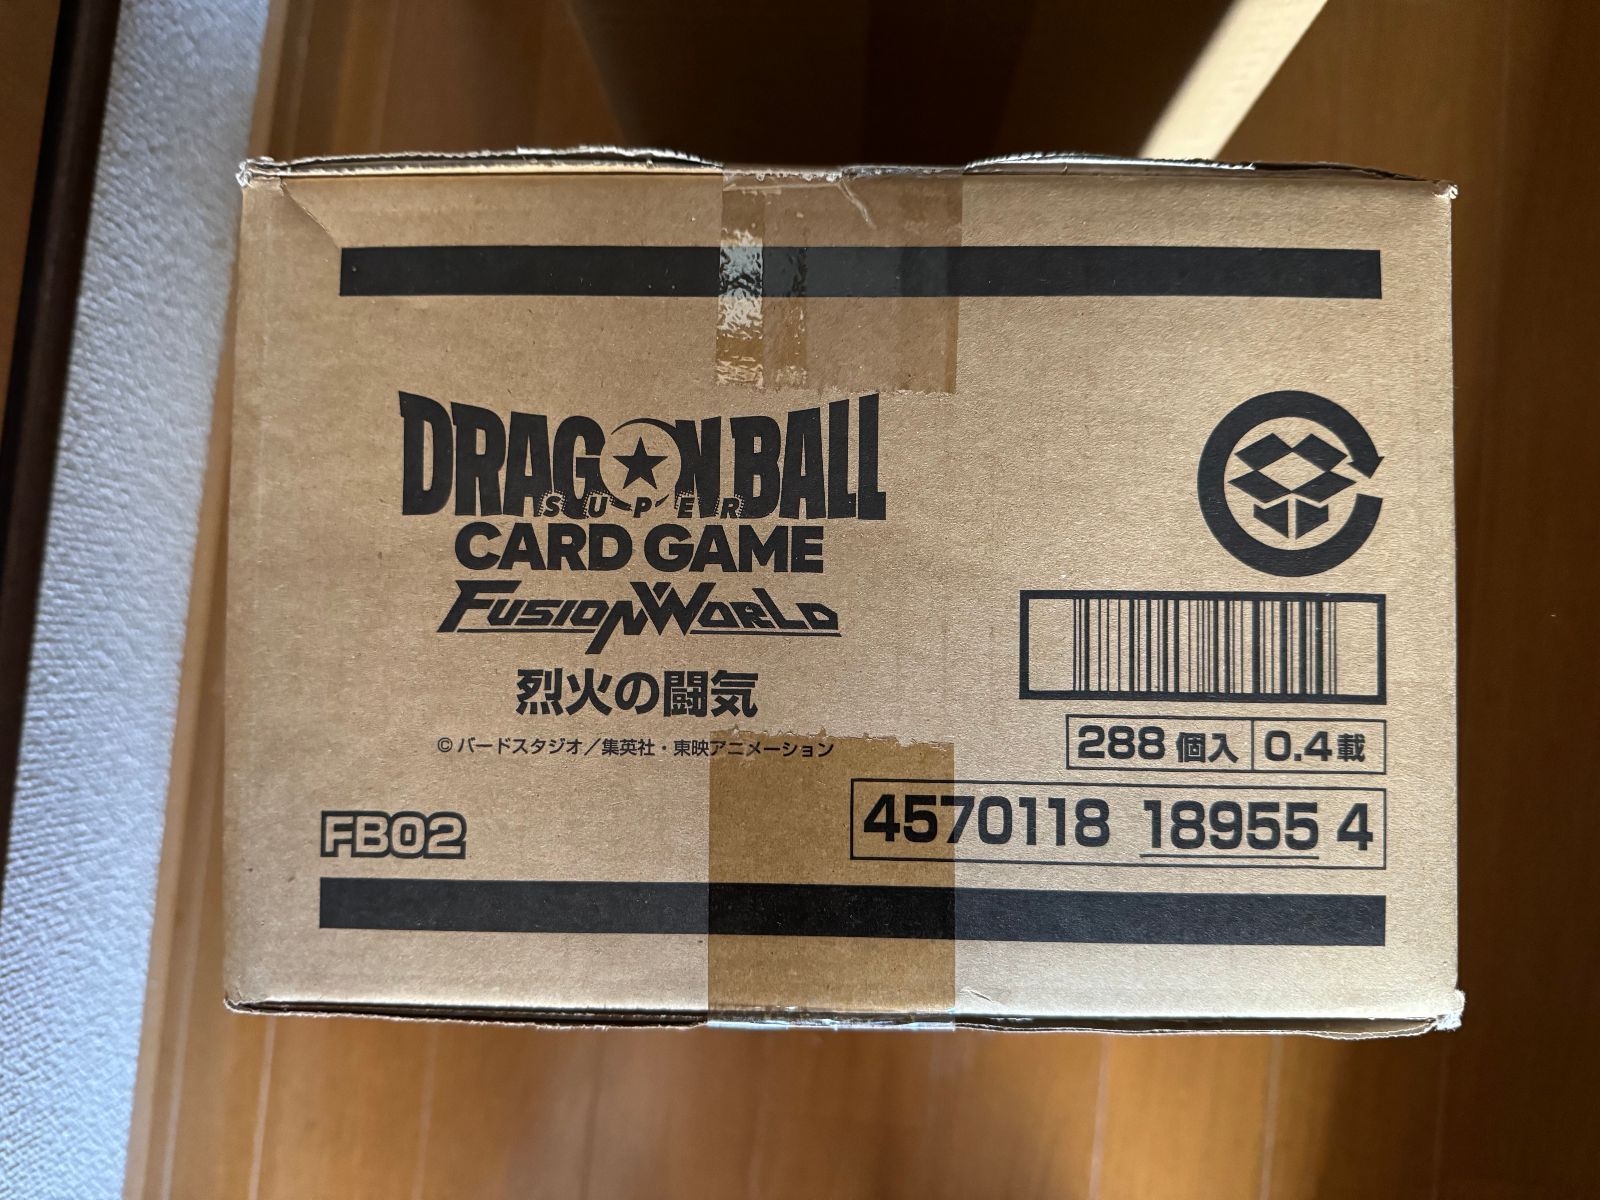 DRAGON BALL
SUPER
CARD GAME
FUSION WORLD
烈火の闘気
©バードスタジオ／集英社・東映アニメーション
FB02
288 個入 0.4載
4570118 18955 4